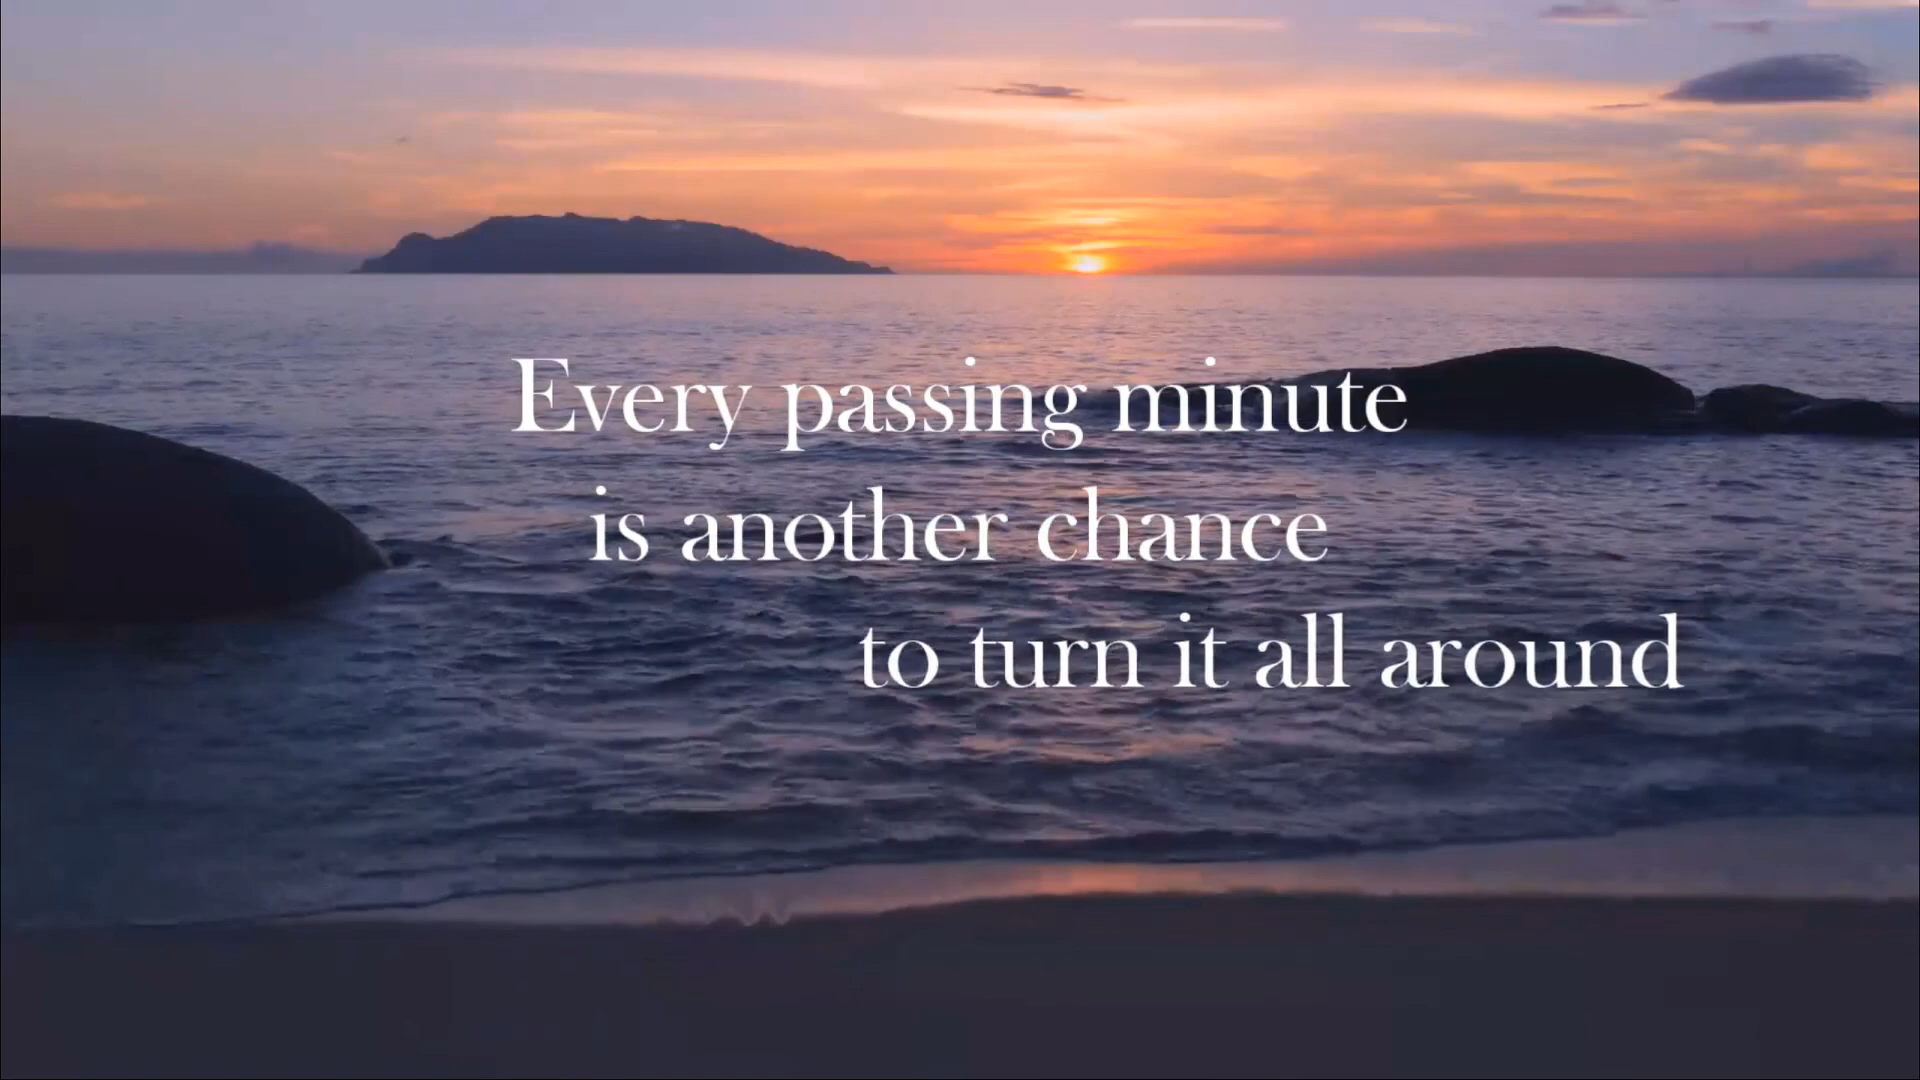 Every passing minute
is another chance
to turn it all around